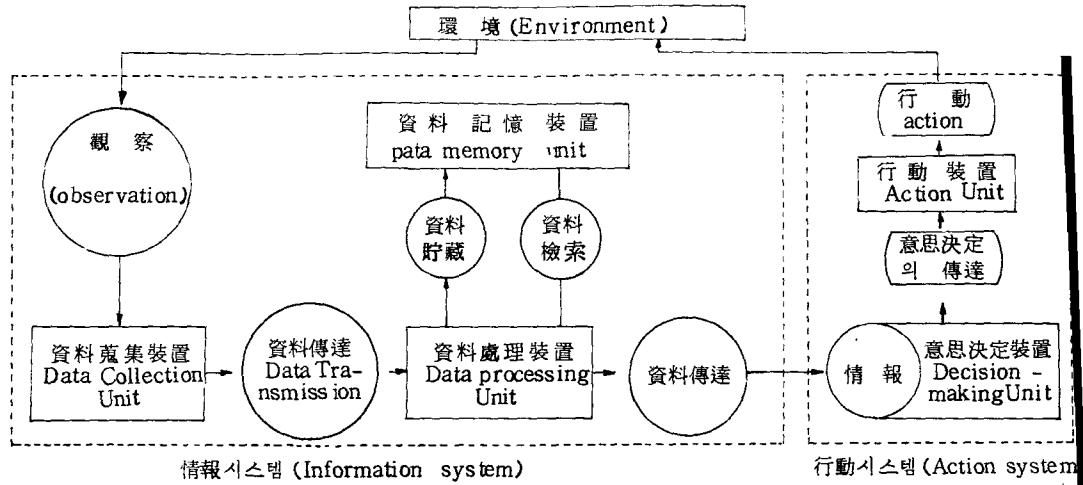 環 境 (Environment)
觀 察
(observation)
資料 記憶 裝置
pata memory unit
資料
貯藏
資料
檢索
資料蒐集裝置
Data Collection
Unit
資料傳達
Data Tra-
nsmission
資料處理裝置
Data processing
Unit
資料傳達
行 動
action
行動 裝置
Action Unit
意思決定
의 傳達
情 報
意思決定裝置
Decision -
making Unit
情報시스템 (Information system)
行動시스템 (Action system